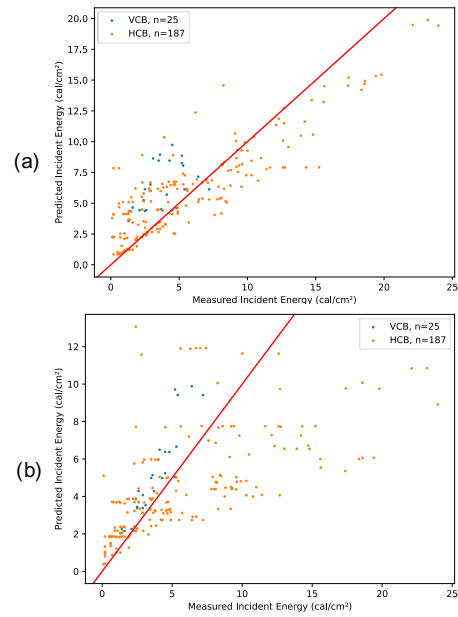 (a)
Predicted Incident Energy (cal/cm²)
20.0
17.5
15.0
12.5
10.0
7.5
5.0
2.5
0.0
VCB, n=25
HCB, n=187
0 5 10 15 20 25
Measured Incident Energy (cal/cm²)
(b)
Predicted Incident Energy (cal/cm²)
12
10
8
6
4
2
0
VCB, n=25
HCB, n=187
0 5 10 15 20 25
Measured Incident Energy (cal/cm²)